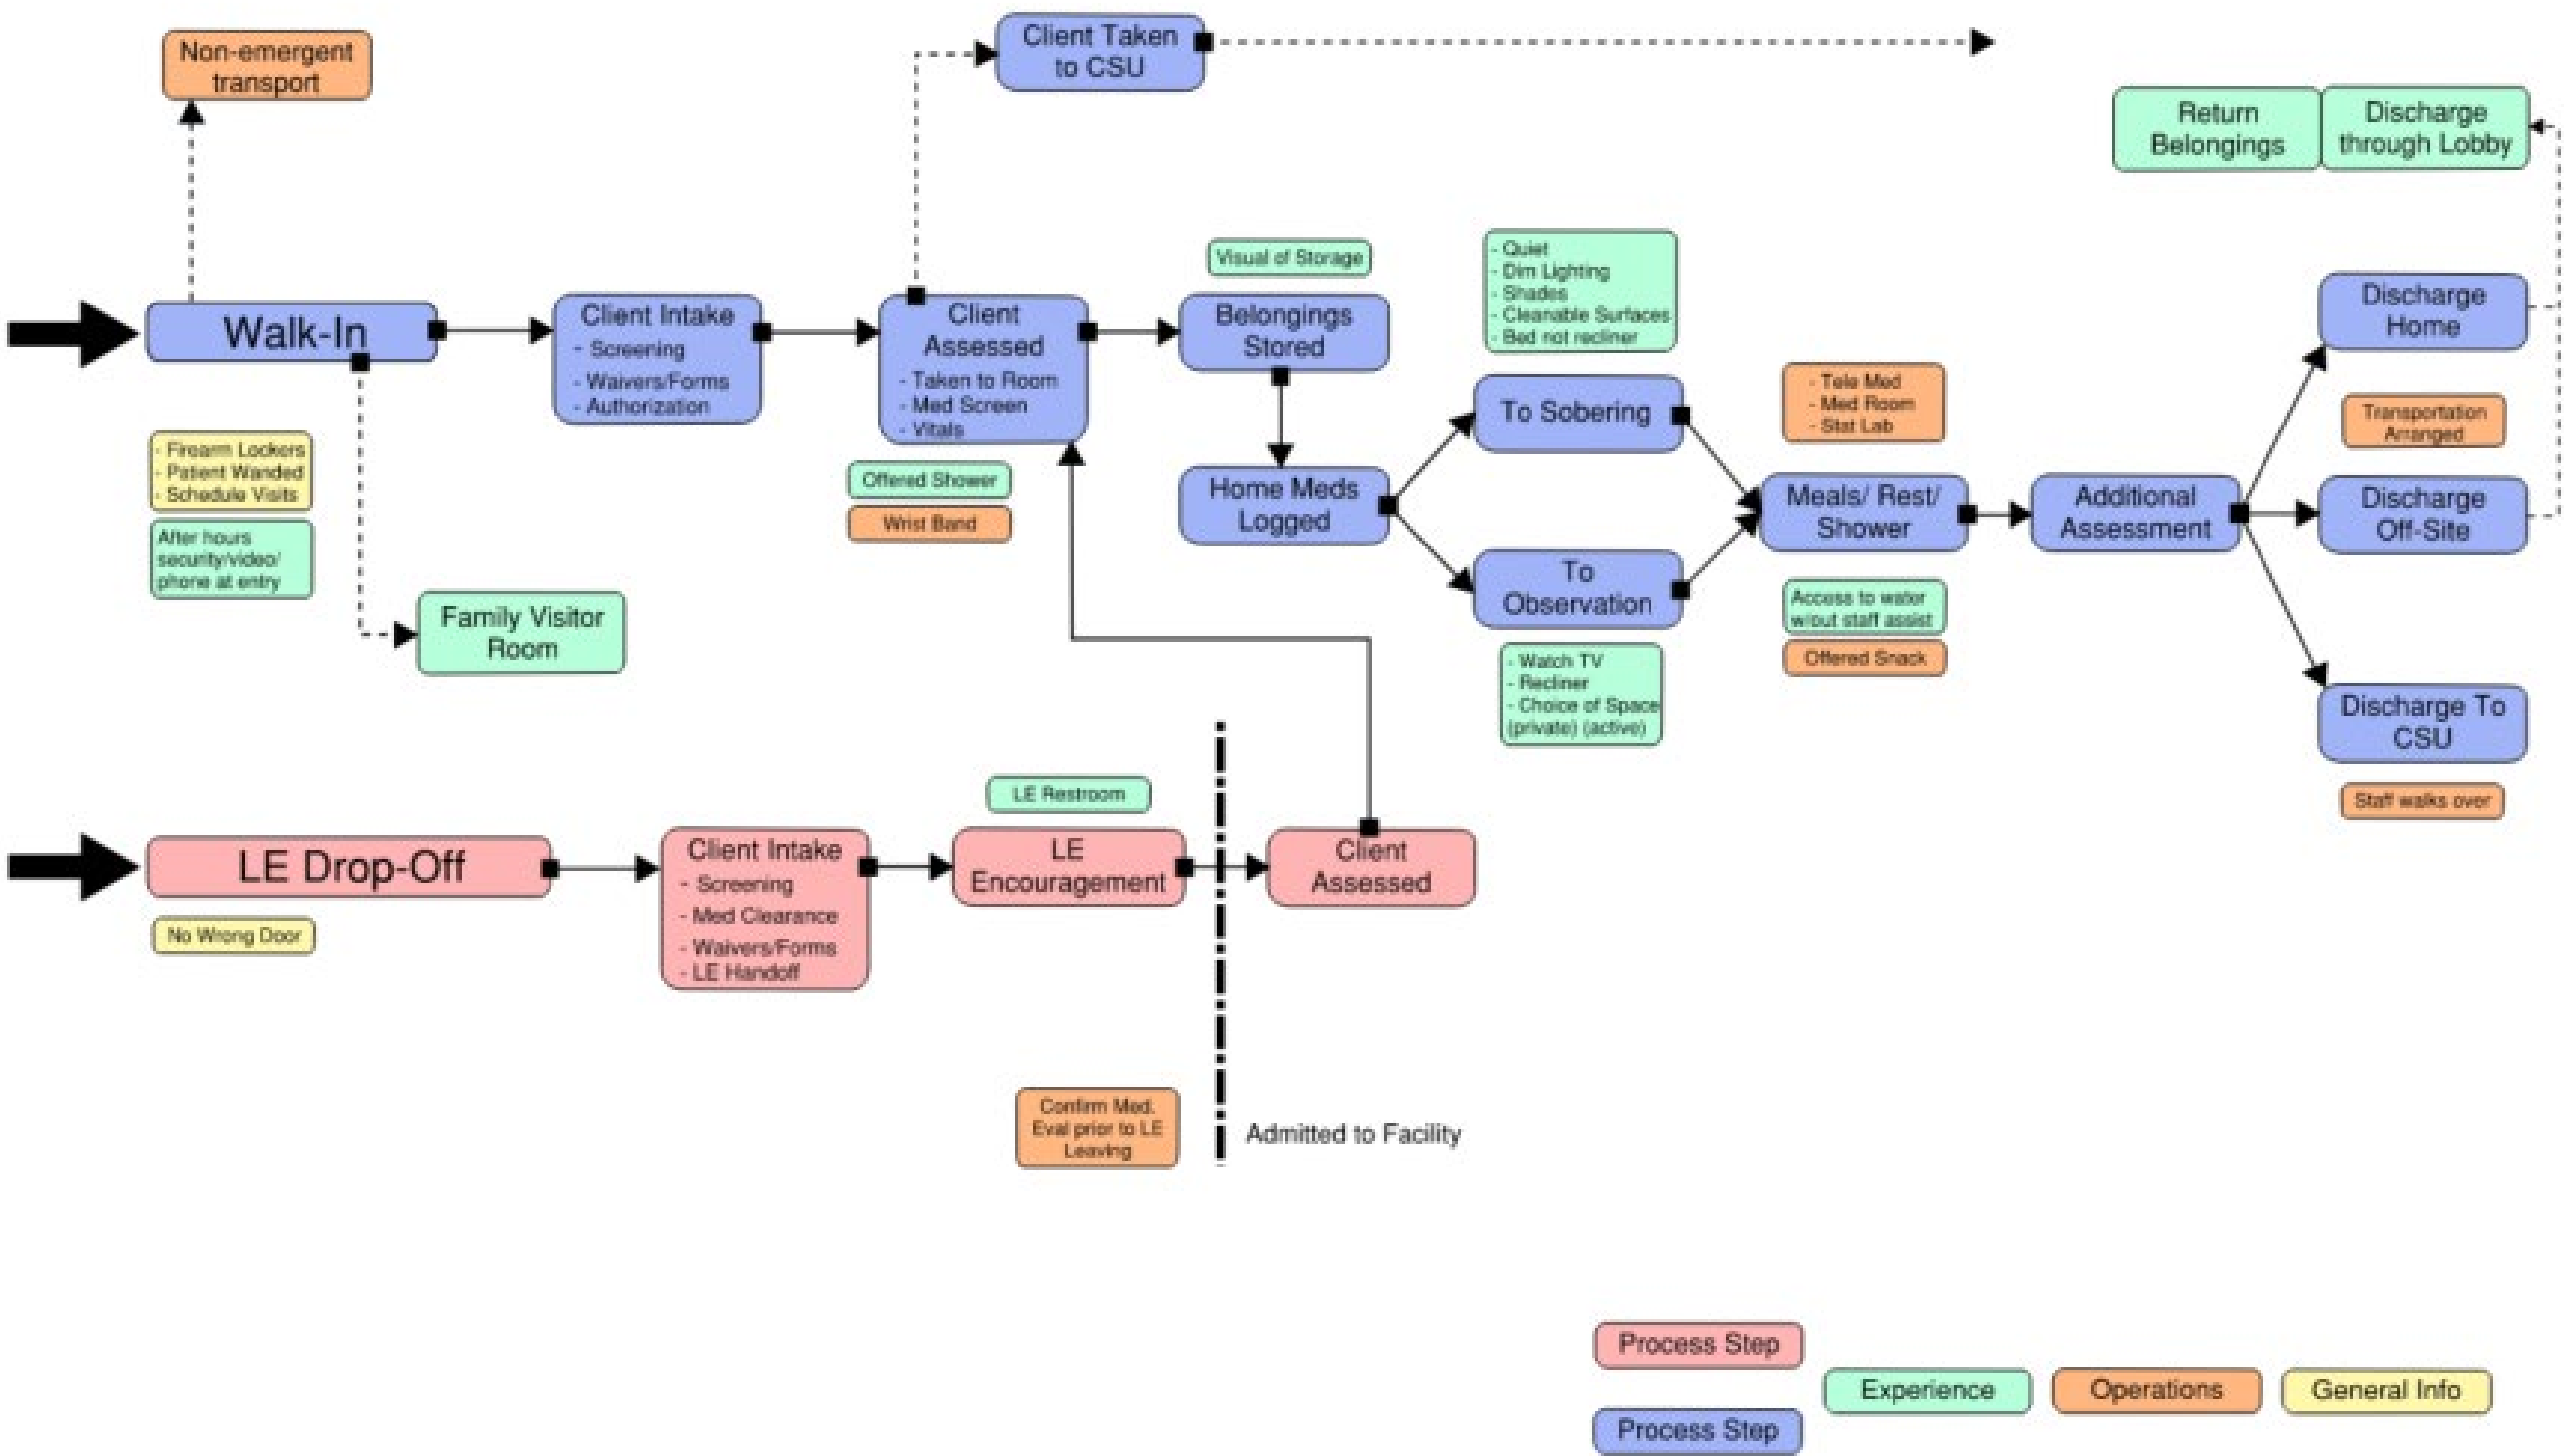 Non-emergent
transport
Client Taken
to CSU
Return
Belongings
Discharge
through Lobby
Walk-In
- Firearm Lockers
- Patient Wanded
- Schedule Visits
After hours
security/video/
phone at entry
Family Visitor
Room
Client Intake
- Screening
- Waivers/Forms
- Authorization
Client
Assessed
- Taken to Room
- Med Screen
- Vitals
Offered Shower
Wrist Band
Visual of Storage
Belongings
Stored
Home Meds
Logged
- Quiet
- Dim Lighting
- Shades
- Cleanable Surfaces
- Bed not recliner
To Sobering
To
Observation
- Watch TV
- Recliner
- Choice of Space
(private) (active)
- Tele Med
- Med Room
- Stat Lab
Meals/ Rest/
Shower
Access to water
w/out staff assist
Offered Snack
Additional
Assessment
Discharge
Home
Transportation
Arranged
Discharge
Off-Site
Discharge To
CSU
Staff walks over
LE Drop-Off
No Wrong Door
Client Intake
- Screening
- Med Clearance
- Waivers/Forms
- LE Handoff
LE Restroom
LE
Encouragement
Client
Assessed
Confirm Med.
Eval prior to LE
Leaving
Admitted to Facility
Process Step
Process Step
Experience
Operations
General Info